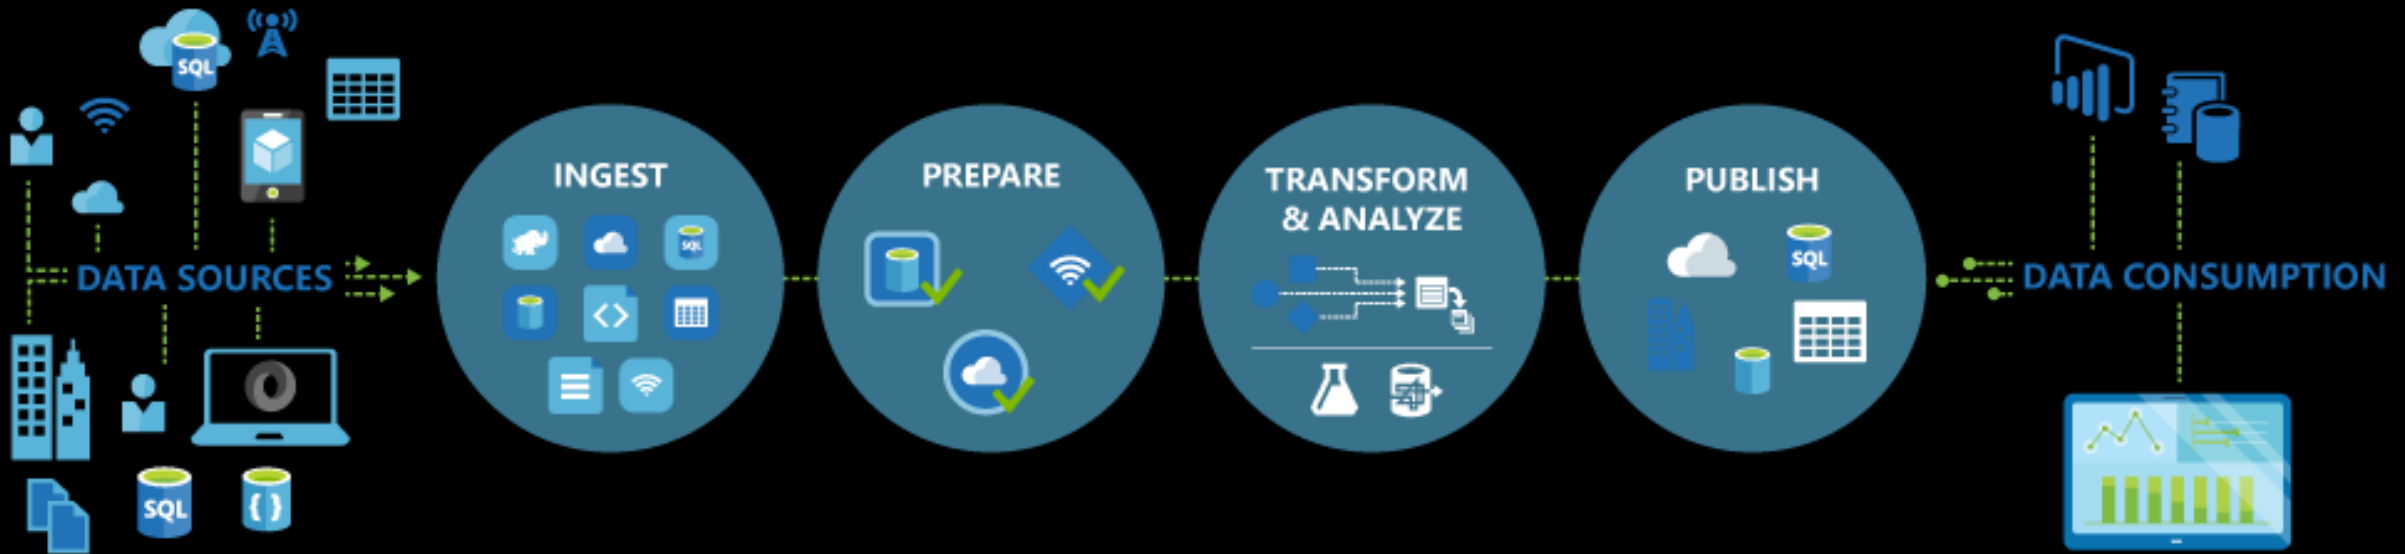 SQL
DATA SOURCES
SQL
{ }
INGEST
SQL
<>
PREPARE
TRANSFORM
& ANALYZE
PUBLISH
SQL
DATA CONSUMPTION